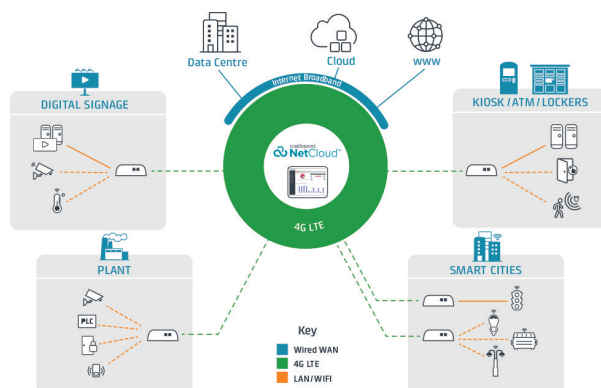 Data Centre
Cloud
www
Internet Broadband
DIGITAL SIGNAGE
KIOSK / ATM / LOCKERS
cradlepoint
NetCloud™
4G LTE
PLANT
SMART CITIES
PLC
Key
Wired WAN
4G LTE
LAN/WIFI